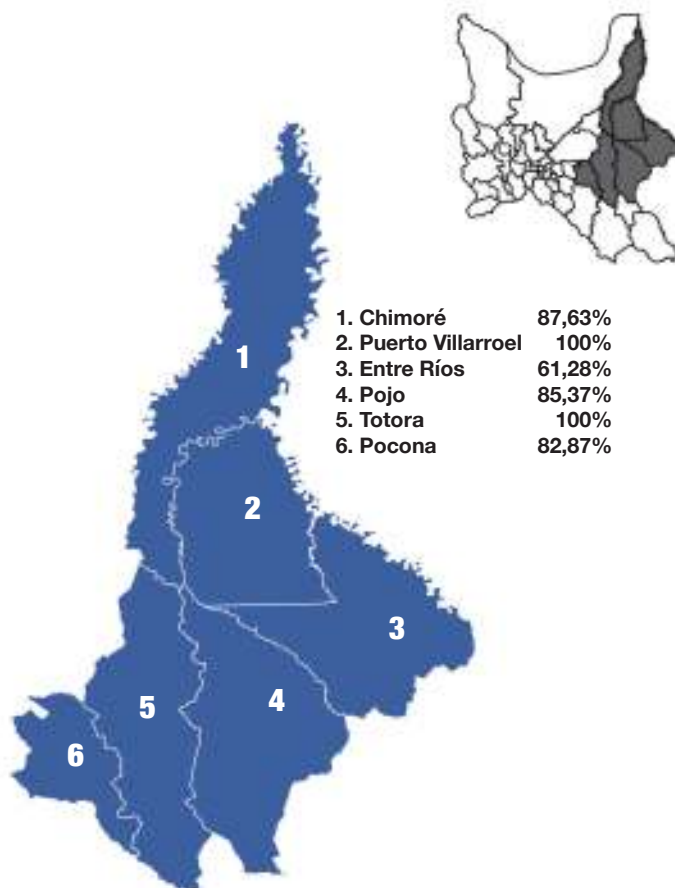 1. Chimoré 87,63%
2. Puerto Villarroel 100%
3. Entre Ríos 61,28%
4. Pojo 85,37%
5. Totora 100%
6. Pocona 82,87%
1
2
3
4
5
6